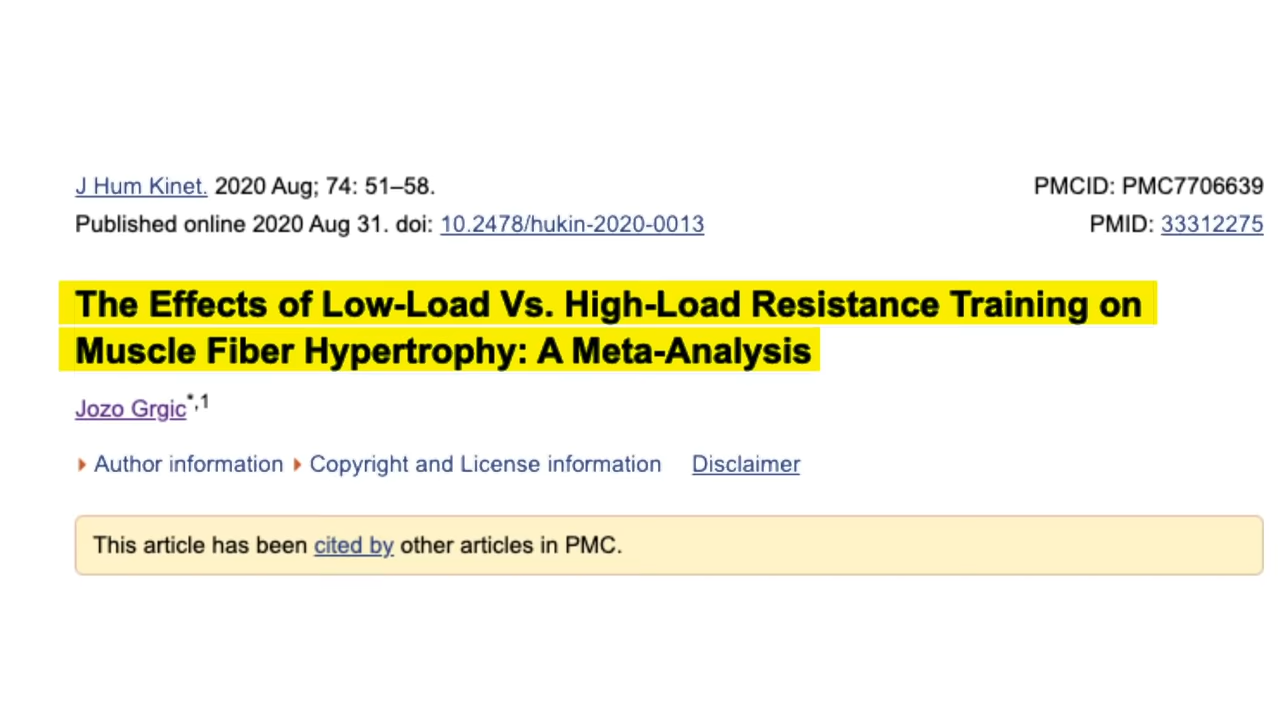 J Hum Kinet. 2020 Aug; 74: 51–58.
PMCID: PMC7706639
Published online 2020 Aug 31. doi: 10.2478/hukin-2020-0013
PMID: 33312275
The Effects of Low-Load Vs. High-Load Resistance Training on
Muscle Fiber Hypertrophy: A Meta-Analysis
Jozo Grgic*,1
Author information Copyright and License information Disclaimer
This article has been cited by other articles in PMC.